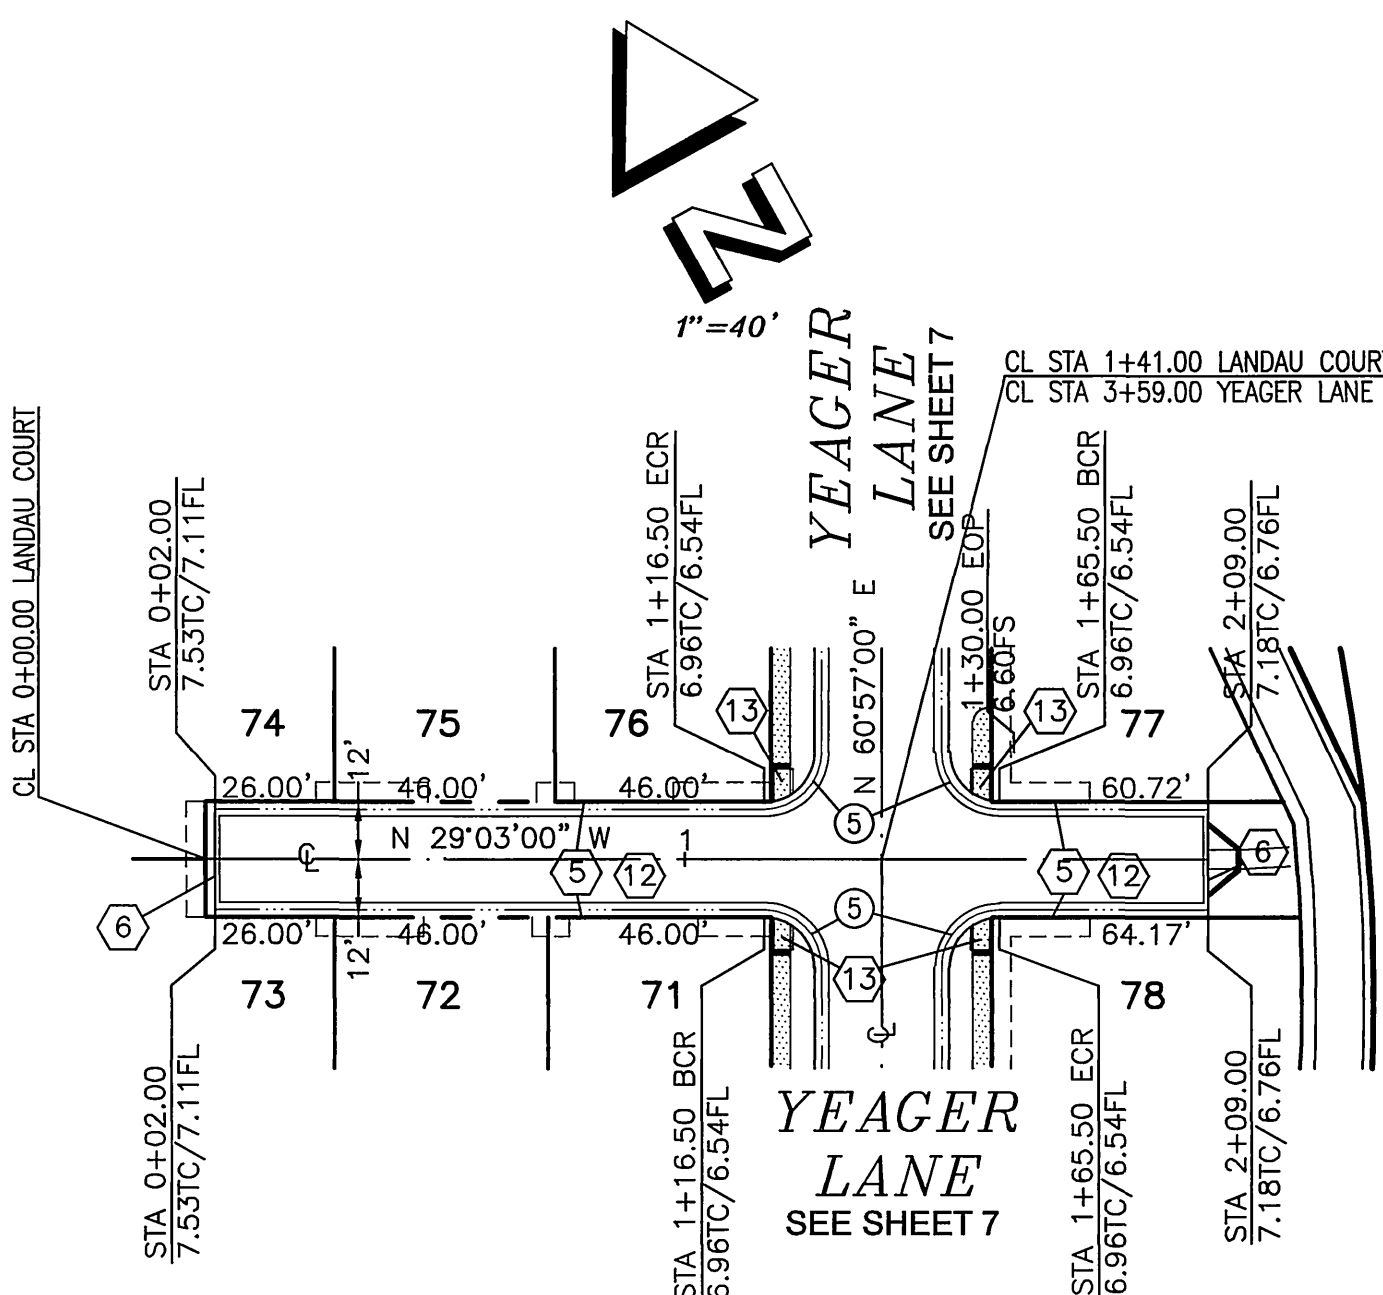 N
1"=40'
YEAGER
LANE
SEE SHEET 7
CL STA 1+41.00 LANDAU COURT
CL STA 3+59.00 YEAGER LANE
CL STA 0+00.00 LANDAU COURT
STA 0+02.00
7.53TC/7.11FL
STA 1+16.50 ECR
6.96TC/6.54FL
N 60°57'00" E
1+30.00 EOP
6.60FS
STA 1+65.50 BCR
6.96TC/6.54FL
STA 2+09.00
7.18TC/6.76FL
74
75
76
13
13
77
12'
26.00'
46.00'
46.00'
60.72'
5
N 29°03'00" W
1
CL
5
12
5
12
6
6
5
26.00'
46.00'
46.00'
64.17'
12'
13
73
72
71
78
CL
STA 0+02.00
7.53TC/7.11FL
STA 1+16.50 BCR
6.96TC/6.54FL
YEAGER
LANE
SEE SHEET 7
STA 1+65.50 ECR
6.96TC/6.54FL
STA 2+09.00
7.18TC/6.76FL